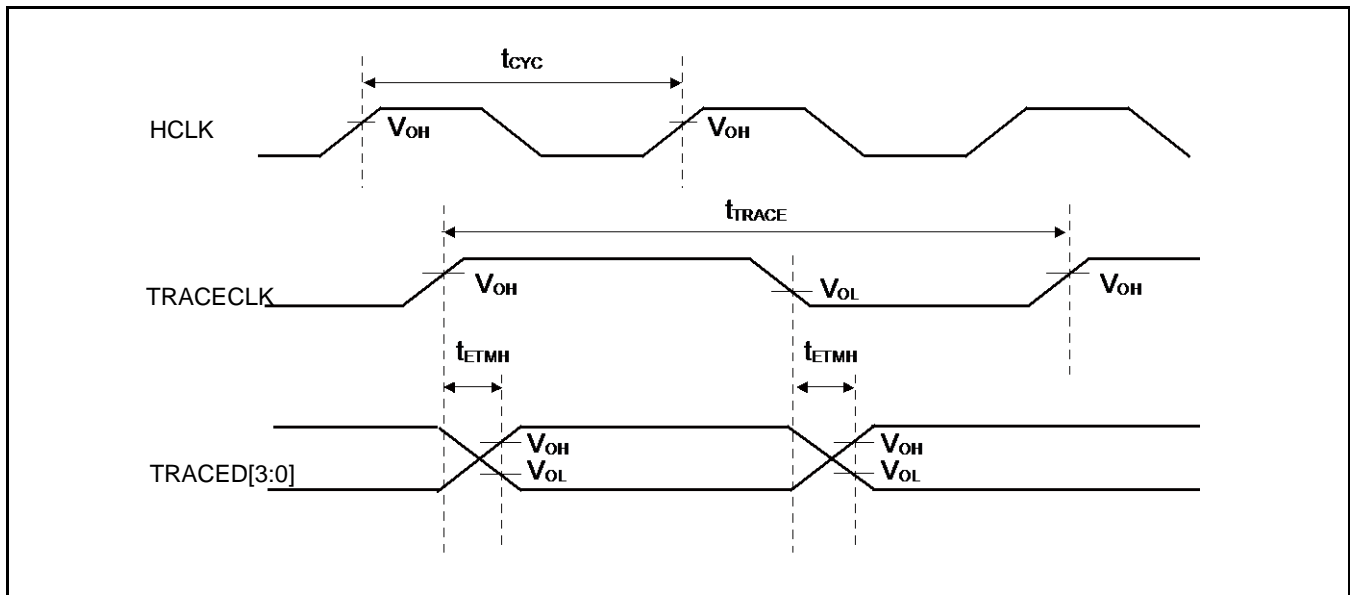 tCYC
HCLK
VOH VOH
tTRACE
TRACECLK
VOH VOL VOH
tETMH tETMH
TRACED[3:0]
VOH VOH
VOL VOL